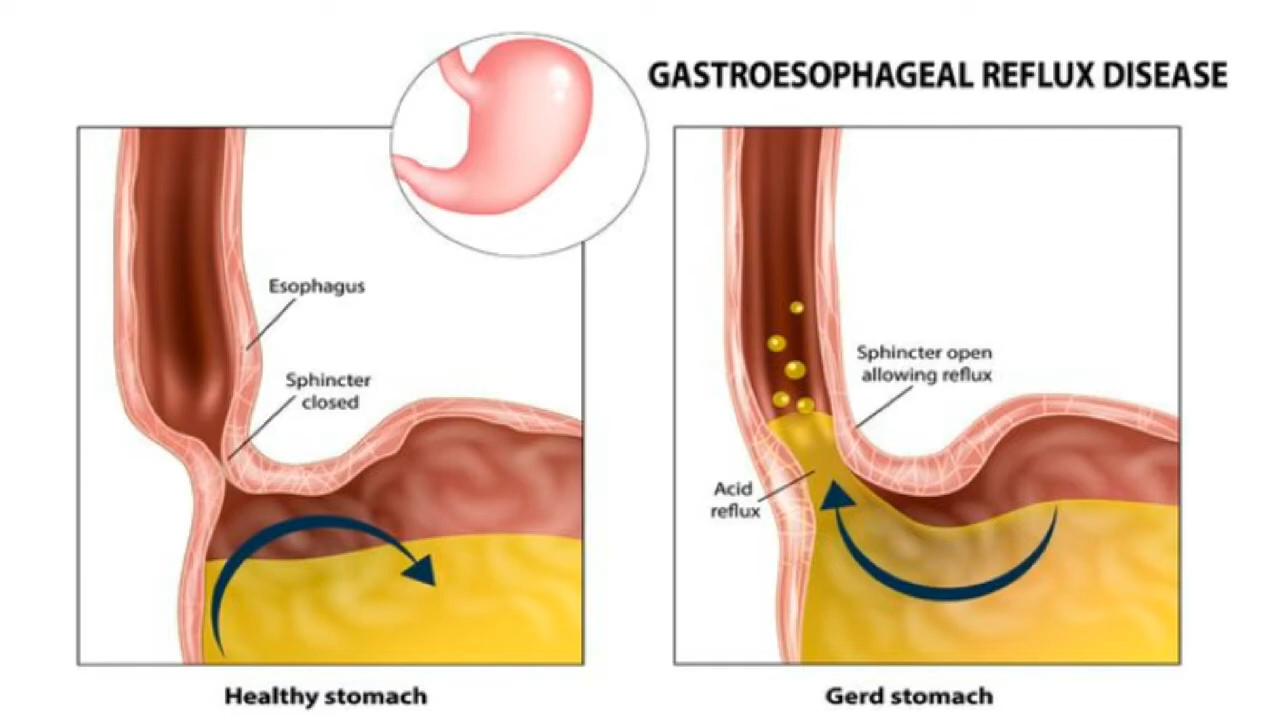 GASTROESOPHAGEAL REFLUX DISEASE
Esophagus
Sphincter
closed
Healthy stomach
Sphincter open
allowing reflux
Acid
reflux
Gerd stomach